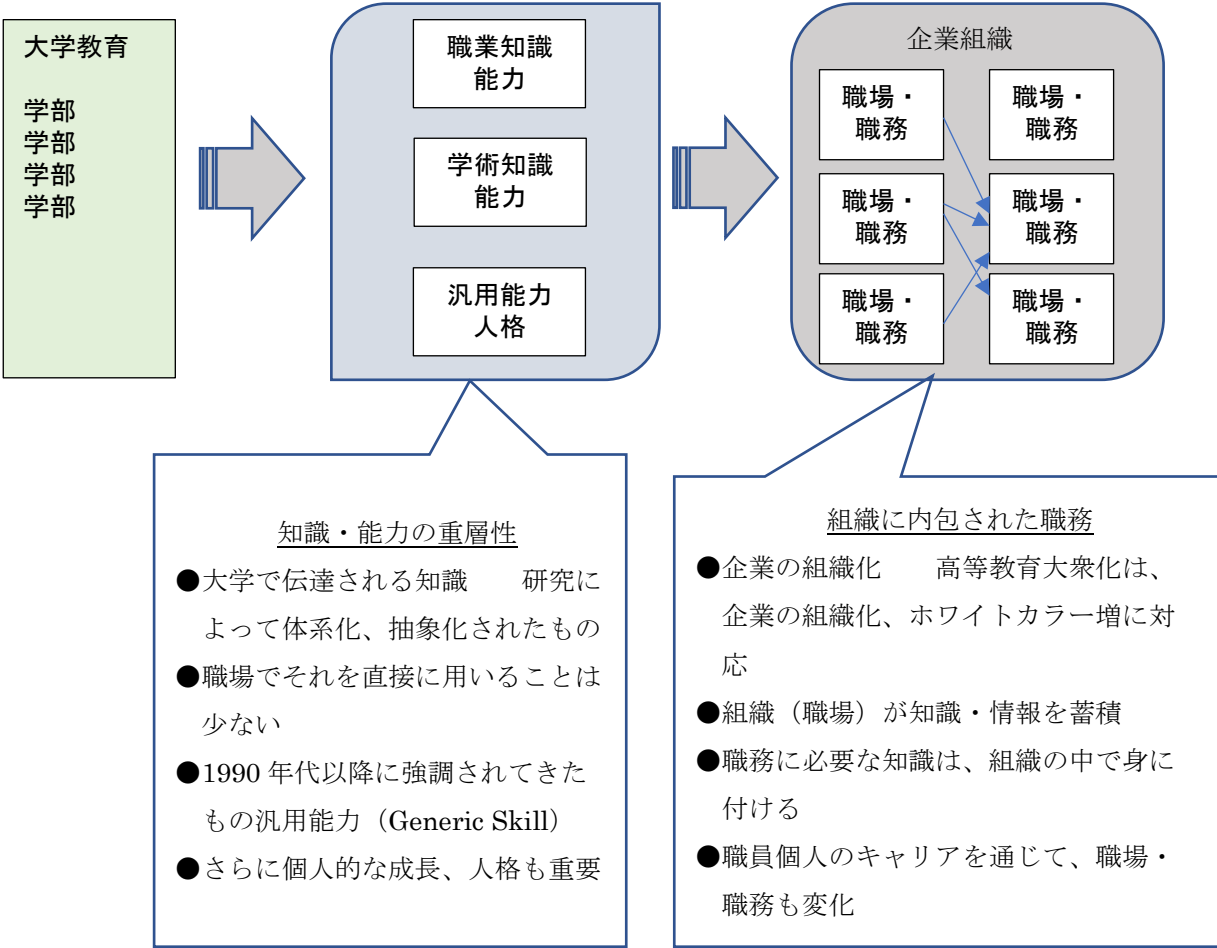 大学教育
学部
学部
学部
学部
職業知識
能力
学術知識
能力
汎用能力
人格
企業組織
職場・
職務
職場・
職務
職場・
職務
職場・
職務
職場・
職務
職場・
職務
知識・能力の重層性
●大学で伝達される知識　　研究に
よって体系化、抽象化されたもの
●職場でそれを直接に用いることは
少ない
●1990 年代以降に強調されてきた
もの汎用能力（Generic Skill）
●さらに個人的な成長、人格も重要
組織に内包された職務
●企業の組織化　　高等教育大衆化は、
企業の組織化、ホワイトカラー増に対
応
●組織（職場）が知識・情報を蓄積
●職務に必要な知識は、組織の中で身に
付ける
●職員個人のキャリアを通じて、職場・
職務も変化